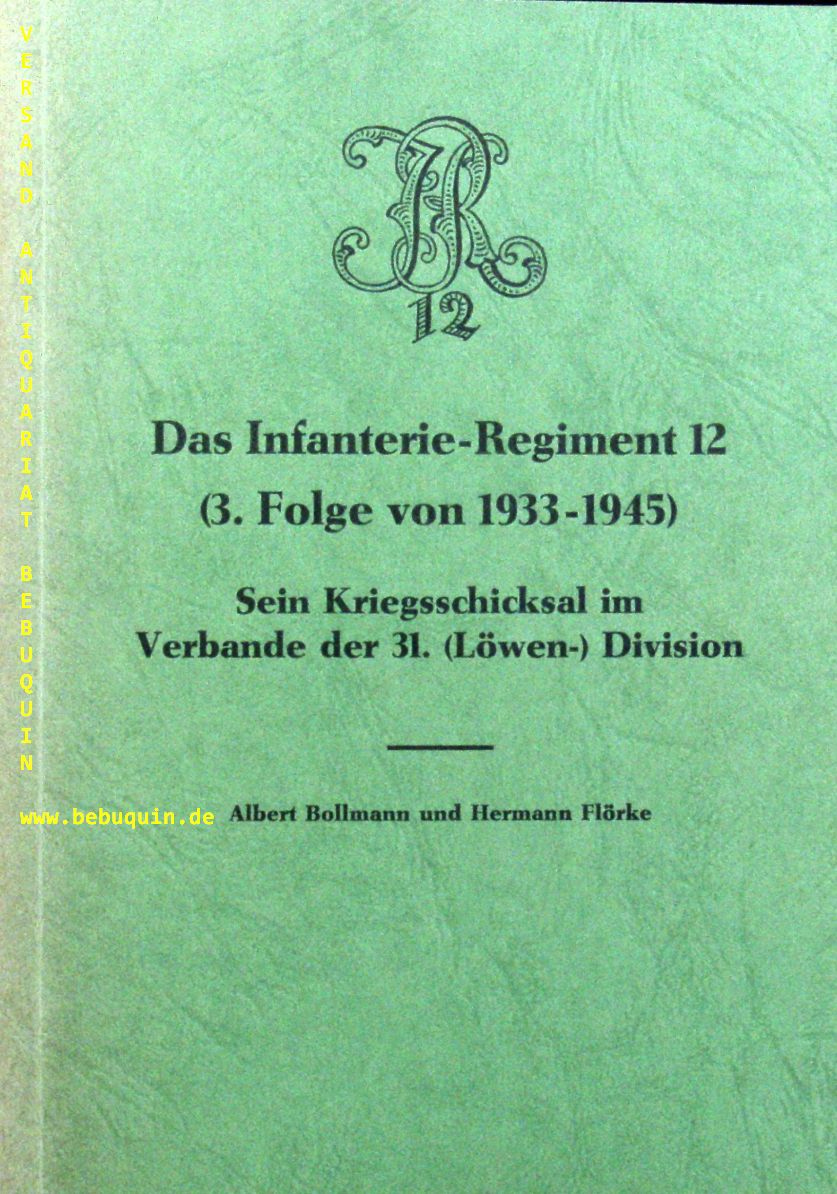 JR
12
Das Infanterie-Regiment 12
(3. Folge von 1933-1945)
Sein Kriegsschicksal im
Verbande der 31. (Löwen-) Division
Albert Bollmann und Hermann Flörke
VERSAND ANTIQUARIAT BEBUQUIN
www.bebuquin.de